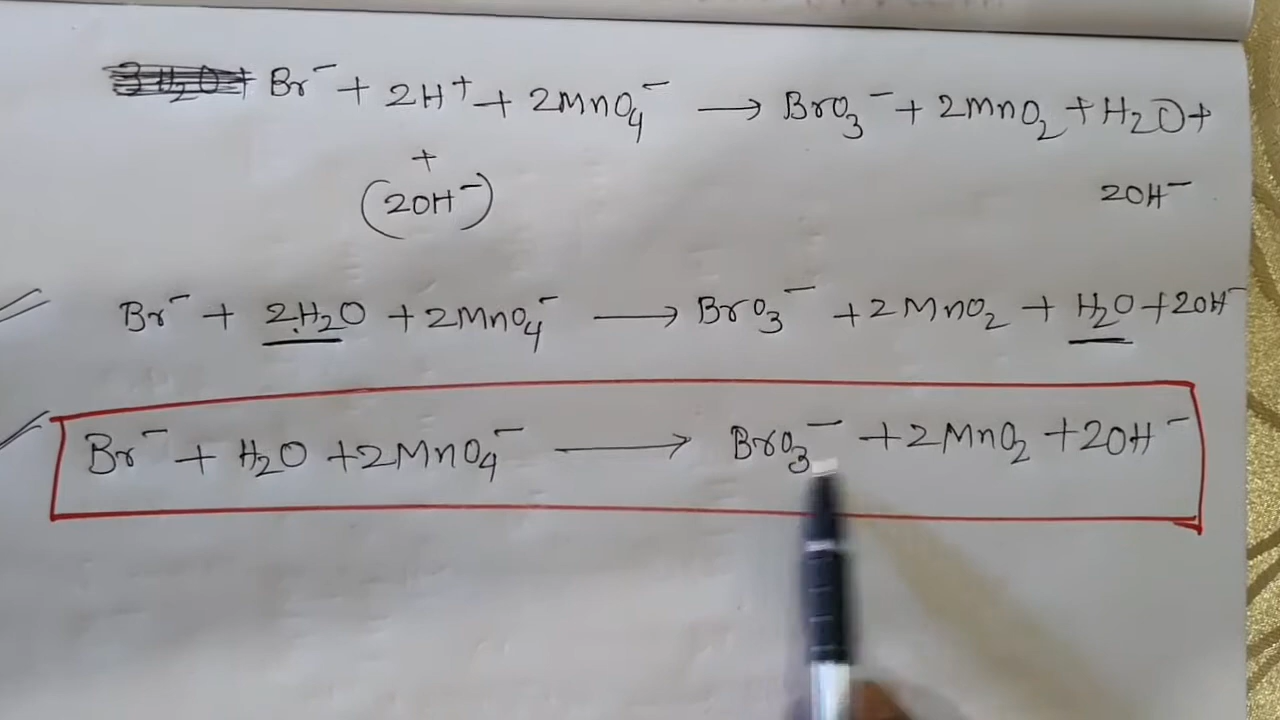 Br⁻ + 2H⁺ + 2MnO₄⁻ → BrO₃⁻ + 2MnO₂ + H₂O +
+
(2OH⁻) 2OH⁻
Br⁻ + 2H₂O + 2MnO₄⁻ → BrO₃⁻ + 2MnO₂ + H₂O + 2OH⁻
Br⁻ + H₂O + 2MnO₄⁻ → BrO₃⁻ + 2MnO₂ + 2OH⁻